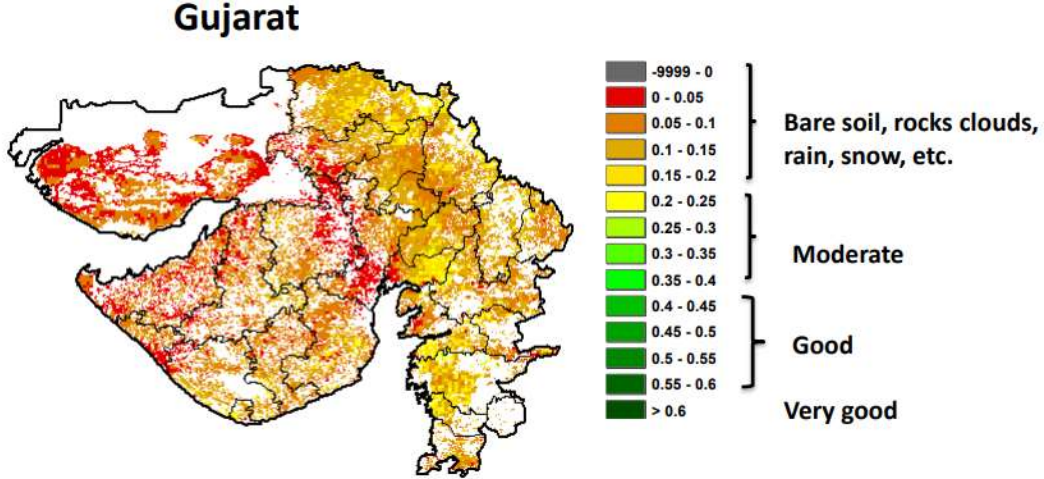 Gujarat
-9999 - 0
0 - 0.05
0.05 - 0.1
0.1 - 0.15
0.15 - 0.2
0.2 - 0.25
0.25 - 0.3
0.3 - 0.35
0.35 - 0.4
0.4 - 0.45
0.45 - 0.5
0.5 - 0.55
0.55 - 0.6
> 0.6
Bare soil, rocks clouds,
rain, snow, etc.
Moderate
Good
Very good